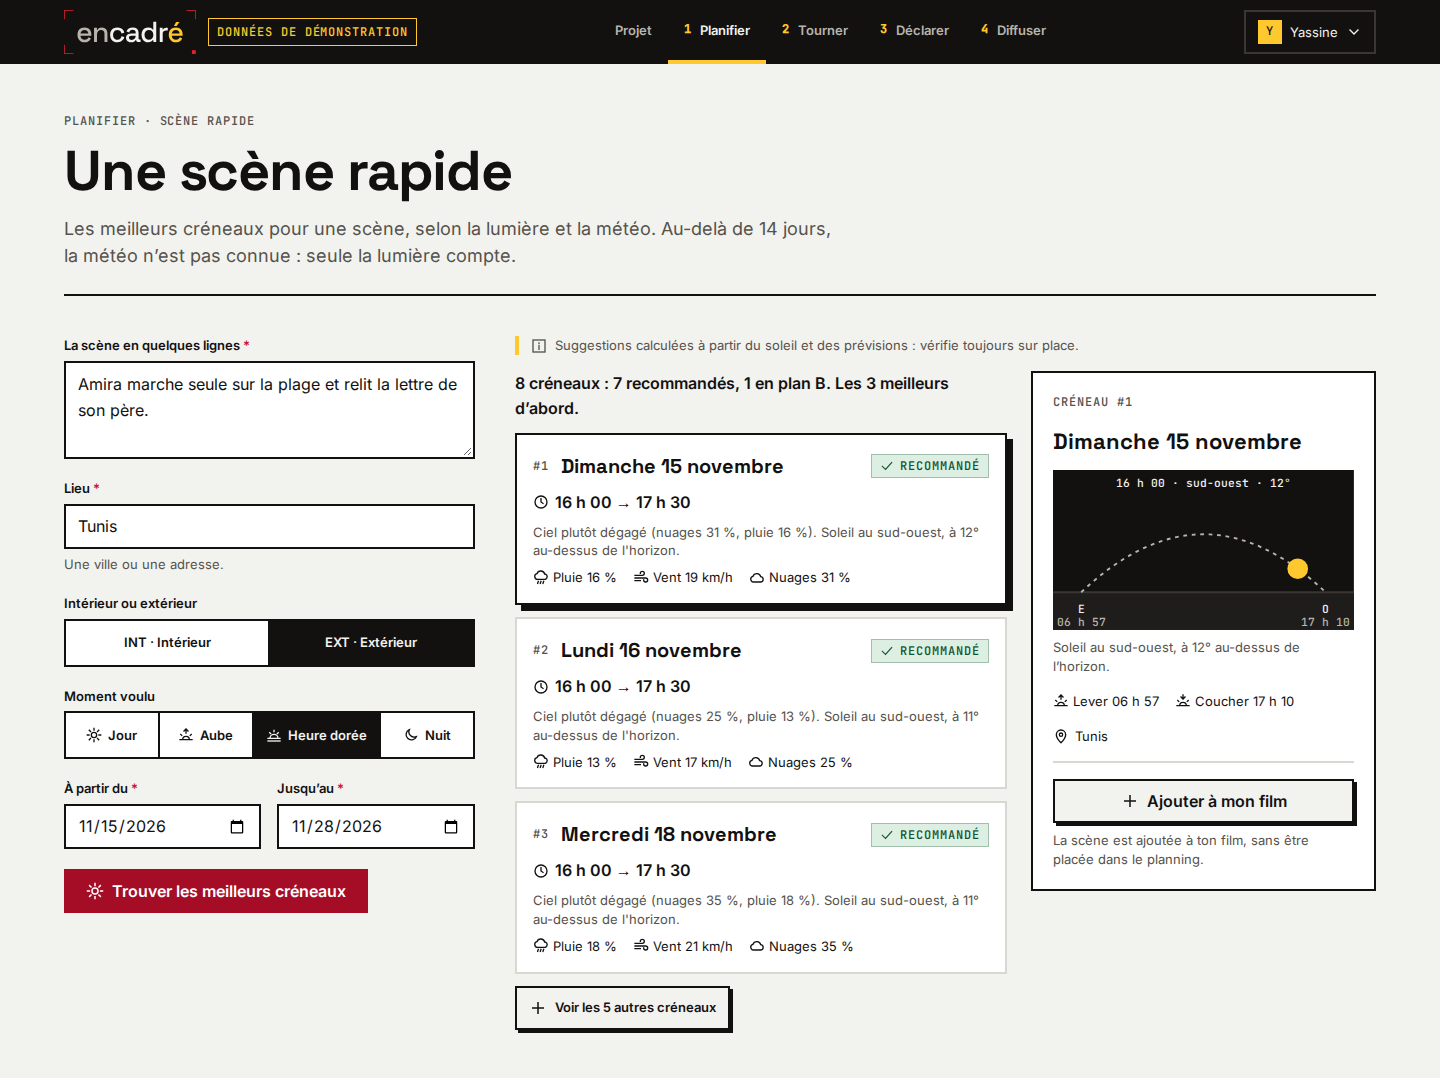 encadré
DONNÉES DE DÉMONSTRATION
Projet
1 Planifier
2 Tourner
3 Déclarer
4 Diffuser
Y Yassine
PLANIFIER · SCÈNE RAPIDE
Une scène rapide
Les meilleurs créneaux pour une scène, selon la lumière et la météo. Au-delà de 14 jours,
la météo n'est pas connue : seule la lumière compte.
La scène en quelques lignes *
Amira marche seule sur la plage et relit la lettre de
son père.
Lieu *
Tunis
Une ville ou une adresse.
Intérieur ou extérieur
INT · Intérieur
EXT · Extérieur
Moment voulu
Jour
Aube
Heure dorée
Nuit
À partir du *
Jusqu'au *
11/15/2026
11/28/2026
Trouver les meilleurs créneaux
Suggestions calculées à partir du soleil et des prévisions : vérifie toujours sur place.
8 créneaux : 7 recommandés, 1 en plan B. Les 3 meilleurs
d'abord.
#1 Dimanche 15 novembre
RECOMMANDÉ
16 h 00 → 17 h 30
Ciel plutôt dégagé (nuages 31 %, pluie 16 %). Soleil au sud-ouest, à 12°
au-dessus de l'horizon.
Pluie 16 % Vent 19 km/h Nuages 31 %
#2 Lundi 16 novembre
RECOMMANDÉ
16 h 00 → 17 h 30
Ciel plutôt dégagé (nuages 25 %, pluie 13 %). Soleil au sud-ouest, à 11°
au-dessus de l'horizon.
Pluie 13 % Vent 17 km/h Nuages 25 %
#3 Mercredi 18 novembre
RECOMMANDÉ
16 h 00 → 17 h 30
Ciel plutôt dégagé (nuages 35 %, pluie 18 %). Soleil au sud-ouest, à 11°
au-dessus de l'horizon.
Pluie 18 % Vent 21 km/h Nuages 35 %
Voir les 5 autres créneaux
CRÉNEAU #1
Dimanche 15 novembre
16 h 00 · sud-ouest · 12°
E
O
06 h 57
17 h 10
Soleil au sud-ouest, à 12° au-dessus de
l'horizon.
Lever 06 h 57 Coucher 17 h 10
Tunis
Ajouter à mon film
La scène est ajoutée à ton film, sans être
placée dans le planning.